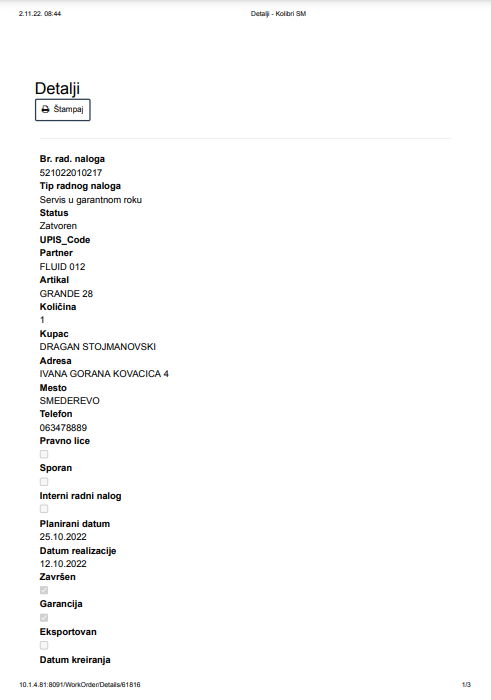 2.11.22. 08:44
Detalji - Kolibri SM
Detalji
Štampaj
Br. rad. naloga
521022010217
Tip radnog naloga
Servis u garantnom roku
Status
Zatvoren
UPIS_Code
Partner
FLUID 012
Artikal
GRANDE 28
Količina
1
Kupac
DRAGAN STOJMANOVSKI
Adresa
IVANA GORANA KOVACICA 4
Mesto
SMEDEREVO
Telefon
063478889
Pravno lice
Sporan
Interni radni nalog
Planirani datum
25.10.2022
Datum realizacije
12.10.2022
Završen
Garancija
Eksportovan
Datum kreiranja
10.1.4.81:8091/WorkOrder/Details/61816
1/3